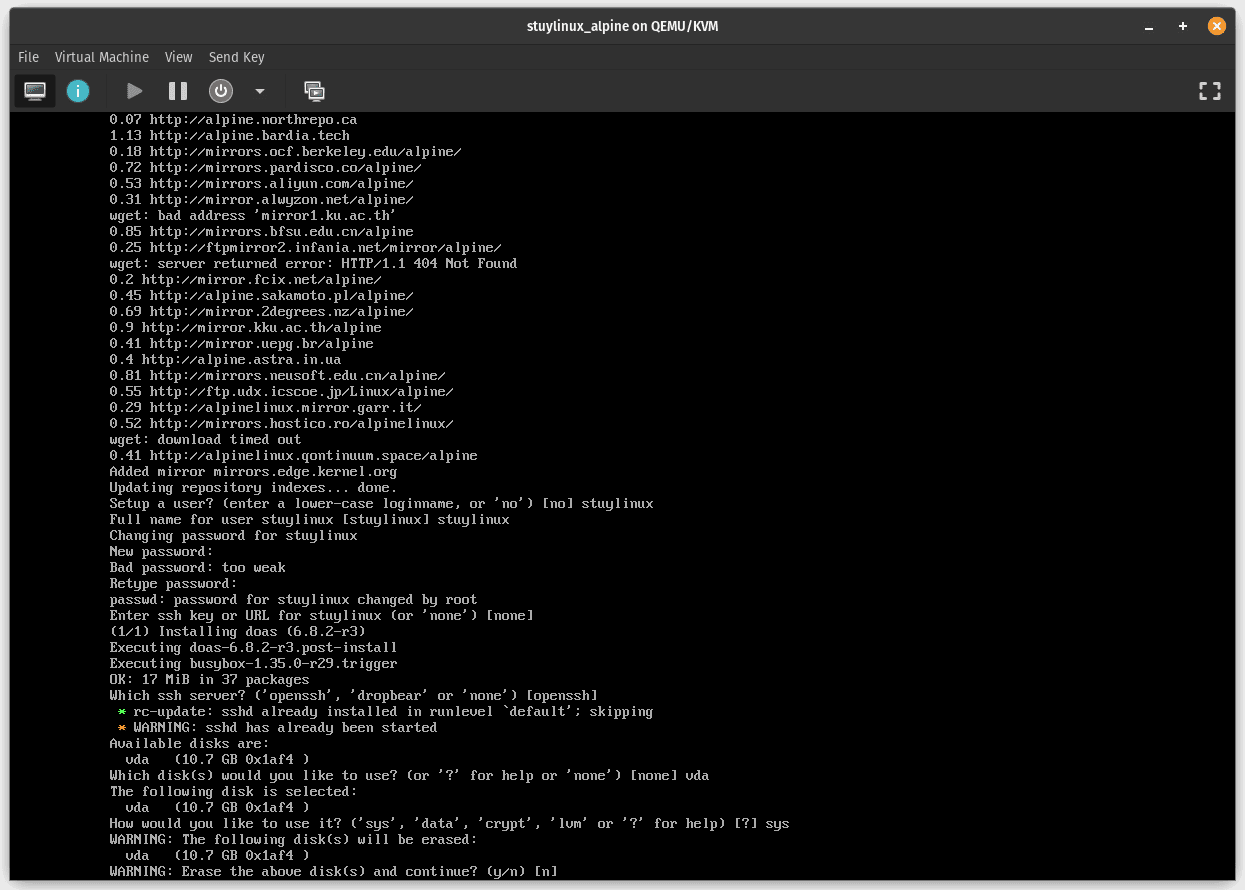 stuylinux_alpine on QEMU/KVM
File Virtual Machine View Send Key
0.07 http://alpine.northrepo.ca
1.13 http://alpine.bardia.tech
0.18 http://mirrors.ocf.berkeley.edu/alpine/
0.72 http://mirrors.pardisco.co/alpine/
0.53 http://mirrors.aliyun.com/alpine/
0.31 http://mirror.alwyzon.net/alpine/
wget: bad address 'mirror1.ku.ac.th'
0.85 http://mirrors.bfsu.edu.cn/alpine
0.25 http://ftpmirror2.infania.net/mirror/alpine/
wget: server returned error: HTTP/1.1 404 Not Found
0.2 http://mirror.fcix.net/alpine/
0.45 http://alpine.sakamoto.pl/alpine/
0.69 http://mirror.2degrees.nz/alpine/
0.9 http://mirror.kku.ac.th/alpine
0.41 http://mirror.uepg.br/alpine
0.4 http://alpine.astra.in.ua
0.81 http://mirrors.neusoft.edu.cn/alpine/
0.55 http://ftp.udx.icscoe.jp/Linux/alpine/
0.29 http://alpinelinux.mirror.garr.it/
0.52 http://mirrors.hostico.ro/alpinelinux/
wget: download timed out
0.41 http://alpinelinux.qontinuum.space/alpine
Added mirror mirrors.edge.kernel.org
Updating repository indexes... done.
Setup a user? (enter a lower-case loginname, or 'no') [no] stuylinux
Full name for user stuylinux [stuylinux] stuylinux
Changing password for stuylinux
New password:
Bad password: too weak
Retype password:
passwd: password for stuylinux changed by root
Enter ssh key or URL for stuylinux (or 'none') [none]
(1/1) Installing doas (6.8.2-r3)
Executing doas-6.8.2-r3.post-install
Executing busybox-1.35.0-r29.trigger
OK: 17 MiB in 37 packages
Which ssh server? ('openssh', 'dropbear' or 'none') [openssh]
* rc-update: sshd already installed in runlevel `default'; skipping
* WARNING: sshd has already been started
Available disks are:
vda (10.7 GB 0x1af4 )
Which disk(s) would you like to use? (or '?' for help or 'none') [none] vda
The following disk is selected:
vda (10.7 GB 0x1af4 )
How would you like to use it? ('sys', 'data', 'crypt', 'lvm' or '?' for help) [?] sys
WARNING: The following disk(s) will be erased:
vda (10.7 GB 0x1af4 )
WARNING: Erase the above disk(s) and continue? (y/n) [n]